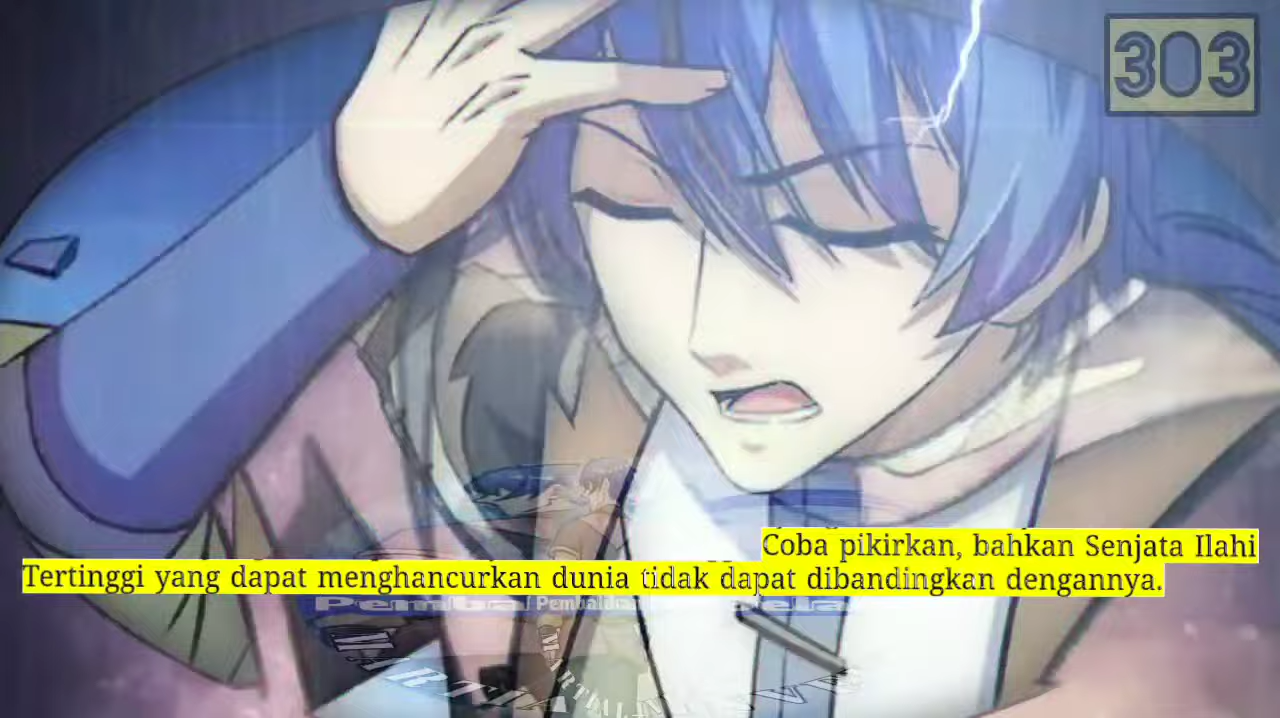 303
Coba pikirkan, bahkan Senjata Ilahi
Tertinggi yang dapat menghancurkan dunia tidak dapat dibandingkan dengannya.